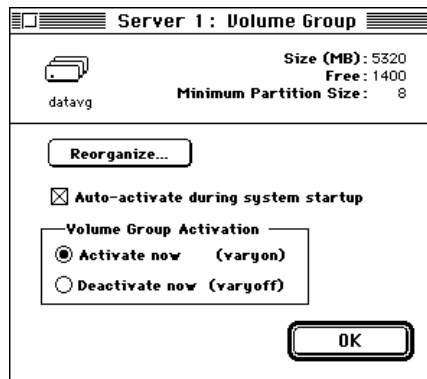 Server 1: Volume Group
Size (MB): 5320
Free: 1400
Minimum Partition Size: 8
datavg
Reorganize...
Auto-activate during system startup
Volume Group Activation
Activate now (varyon)
Deactivate now (varyoff)
OK